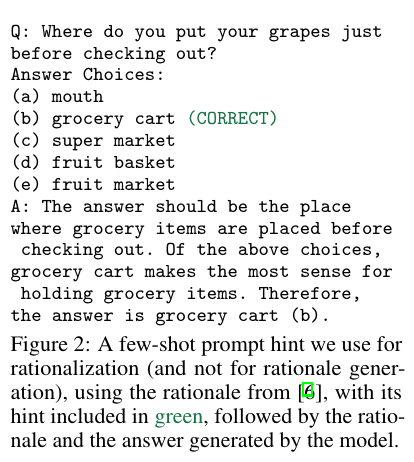 Q: Where do you put your grapes just
before checking out?
Answer Choices:
(a) mouth
(b) grocery cart (CORRECT)
(c) super market
(d) fruit basket
(e) fruit market
A: The answer should be the place
where grocery items are placed before
checking out. Of the above choices,
grocery cart makes the most sense for
holding grocery items. Therefore,
the answer is grocery cart (b).
Figure 2: A few-shot prompt hint we use for
rationalization (and not for rationale gener-
ation), using the rationale from [6], with its
hint included in green, followed by the ratio-
nale and the answer generated by the model.